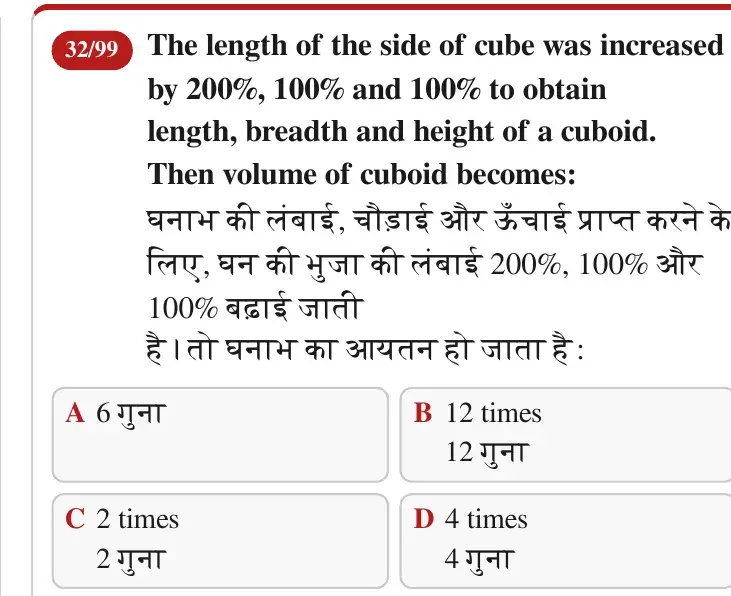 32/99 The length of the side of cube was increased
by 200%, 100% and 100% to obtain
length, breadth and height of a cuboid.
Then volume of cuboid becomes:
घनाभ की लंबाई, चौड़ाई और ऊँचाई प्राप्त करने के
लिए, घन की भुजा की लंबाई 200%, 100% और
100% बढ़ाई जाती
है। तो घनाभ का आयतन हो जाता है :
A 6 गुना
B 12 times
12 गुना
C 2 times
2 गुना
D 4 times
4 गुना